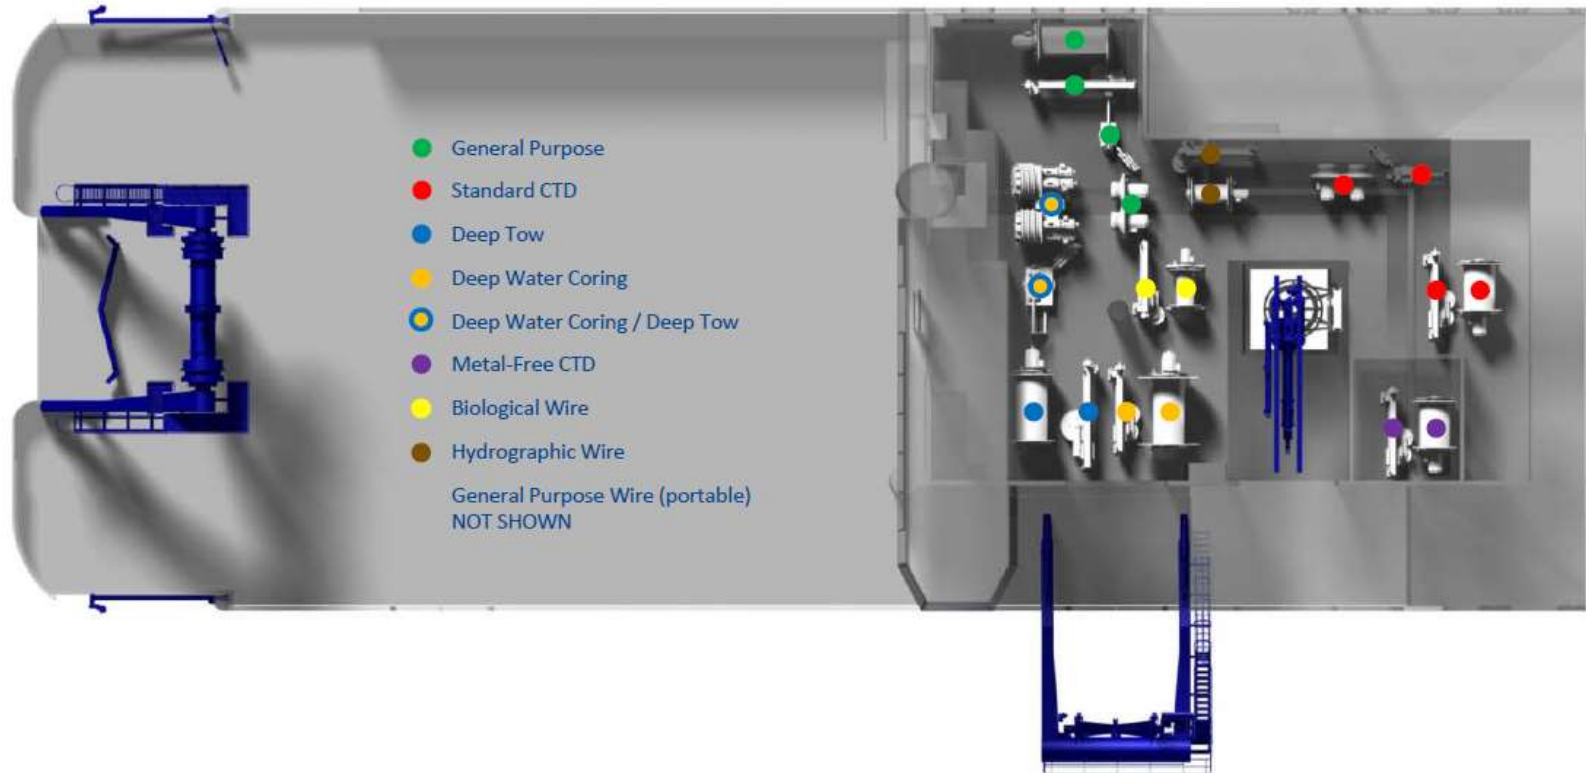 General Purpose
Standard CTD
Deep Tow
Deep Water Coring
Deep Water Coring / Deep Tow
Metal-Free CTD
Biological Wire
Hydrographic Wire
General Purpose Wire (portable)
NOT SHOWN